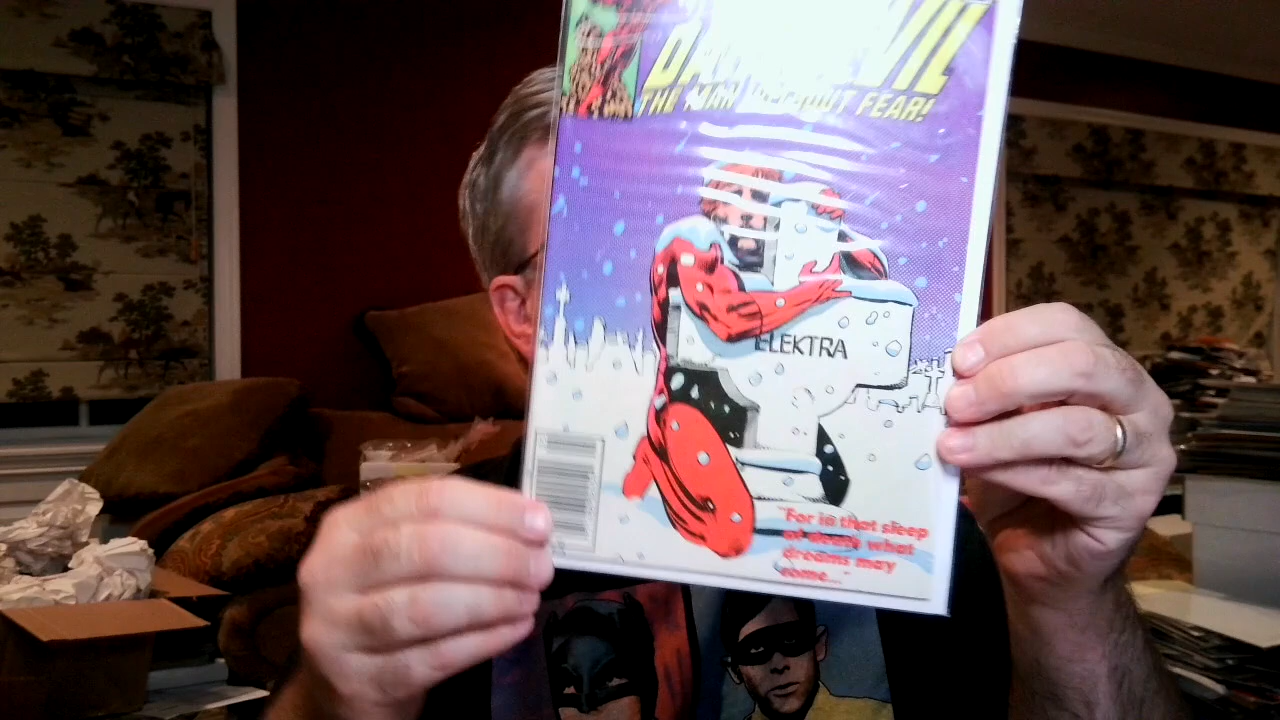 DAREDEVIL
THE MAN WITHOUT FEAR!
ELEKTRA
"For in that sleep
of death what
dreams may
come..."